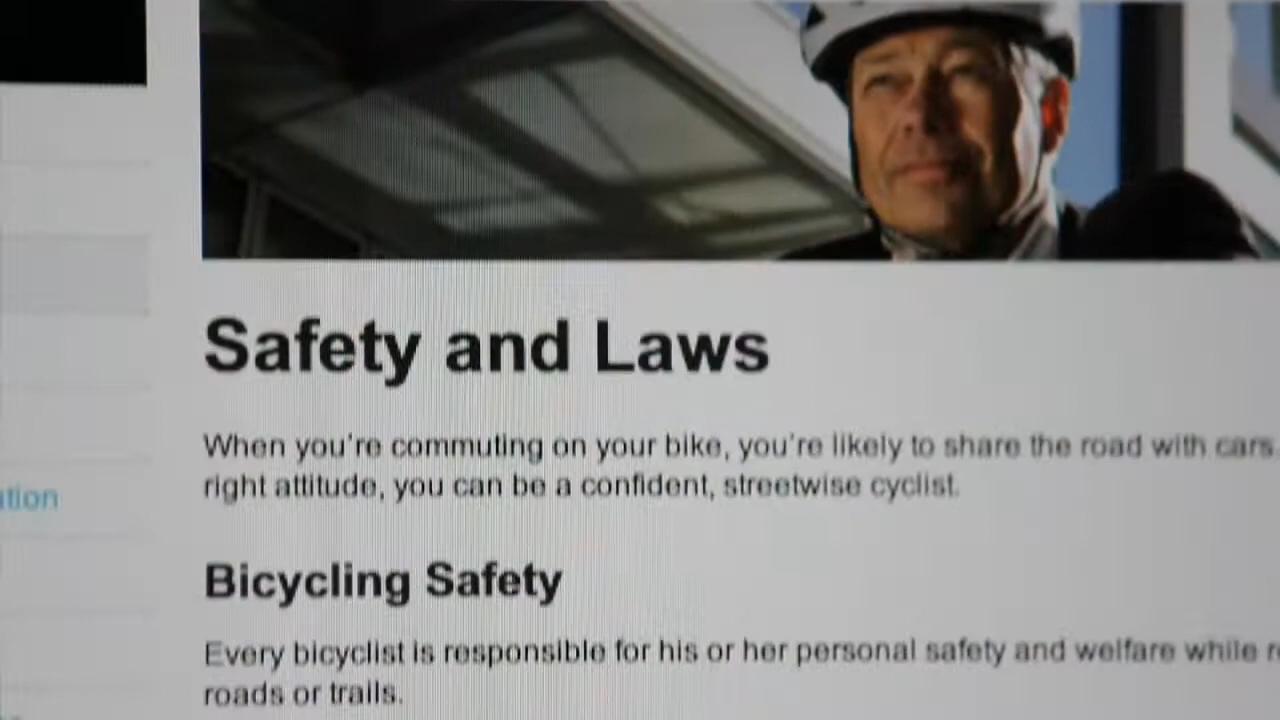 Safety and Laws
When you're commuting on your bike, you're likely to share the road with cars
right attitude, you can be a confident, streetwise cyclist.
ation
Bicycling Safety
Every bicyclist is responsible for his or her personal safety and welfare while
roads or trails.